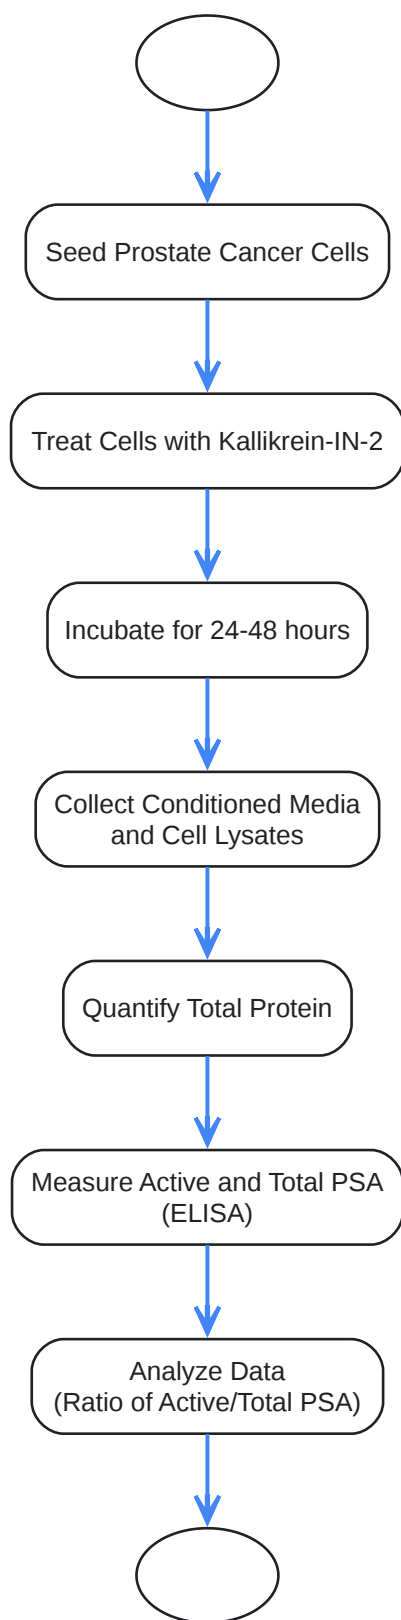 Seed Prostate Cancer Cells
Treat Cells with Kallikrein-IN-2
Incubate for 24-48 hours
Collect Conditioned Media
and Cell Lysates
Quantify Total Protein
Measure Active and Total PSA
(ELISA)
Analyze Data
(Ratio of Active/Total PSA)